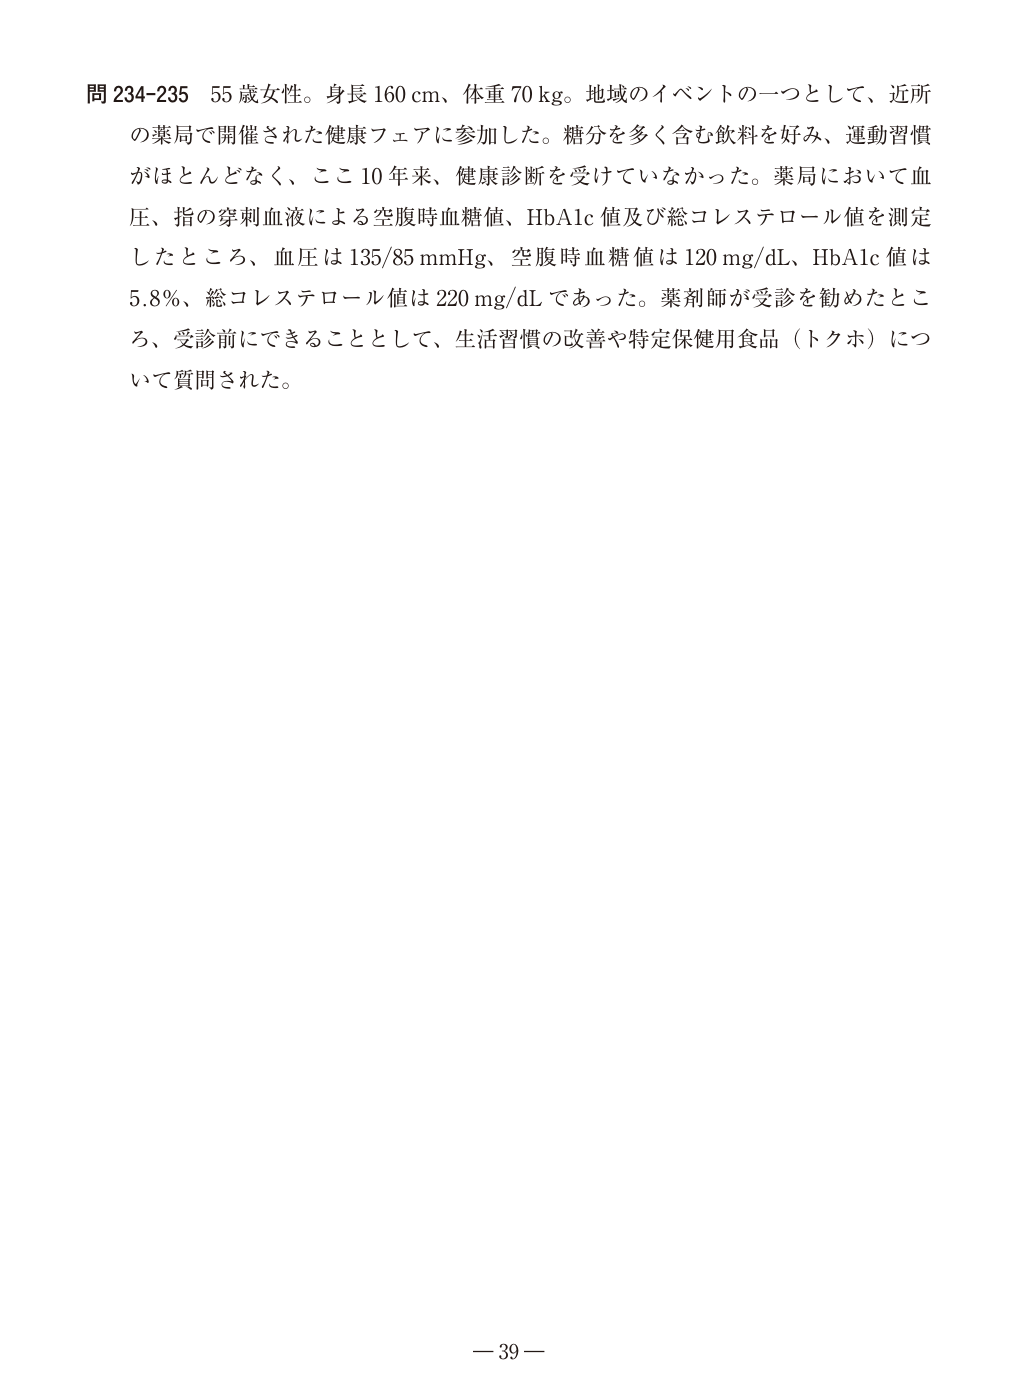 問 234-235　55 歳女性。身長 160 cm、体重 70 kg。地域のイベントの一つとして、近所
の薬局で開催された健康フェアに参加した。糖分を多く含む飲料を好み、運動習慣
がほとんどなく、ここ 10 年来、健康診断を受けていなかった。薬局において血
圧、指の穿刺血液による空腹時血糖値、HbA1c 値及び総コレステロール値を測定
したところ、血圧は 135/85 mmHg、空腹時血糖値は 120 mg/dL、HbA1c 値は
5.8%、総コレステロール値は 220 mg/dL であった。薬剤師が受診を勧めたとこ
ろ、受診前にできることとして、生活習慣の改善や特定保健用食品（トクホ）につ
いて質問された。
— 39 —